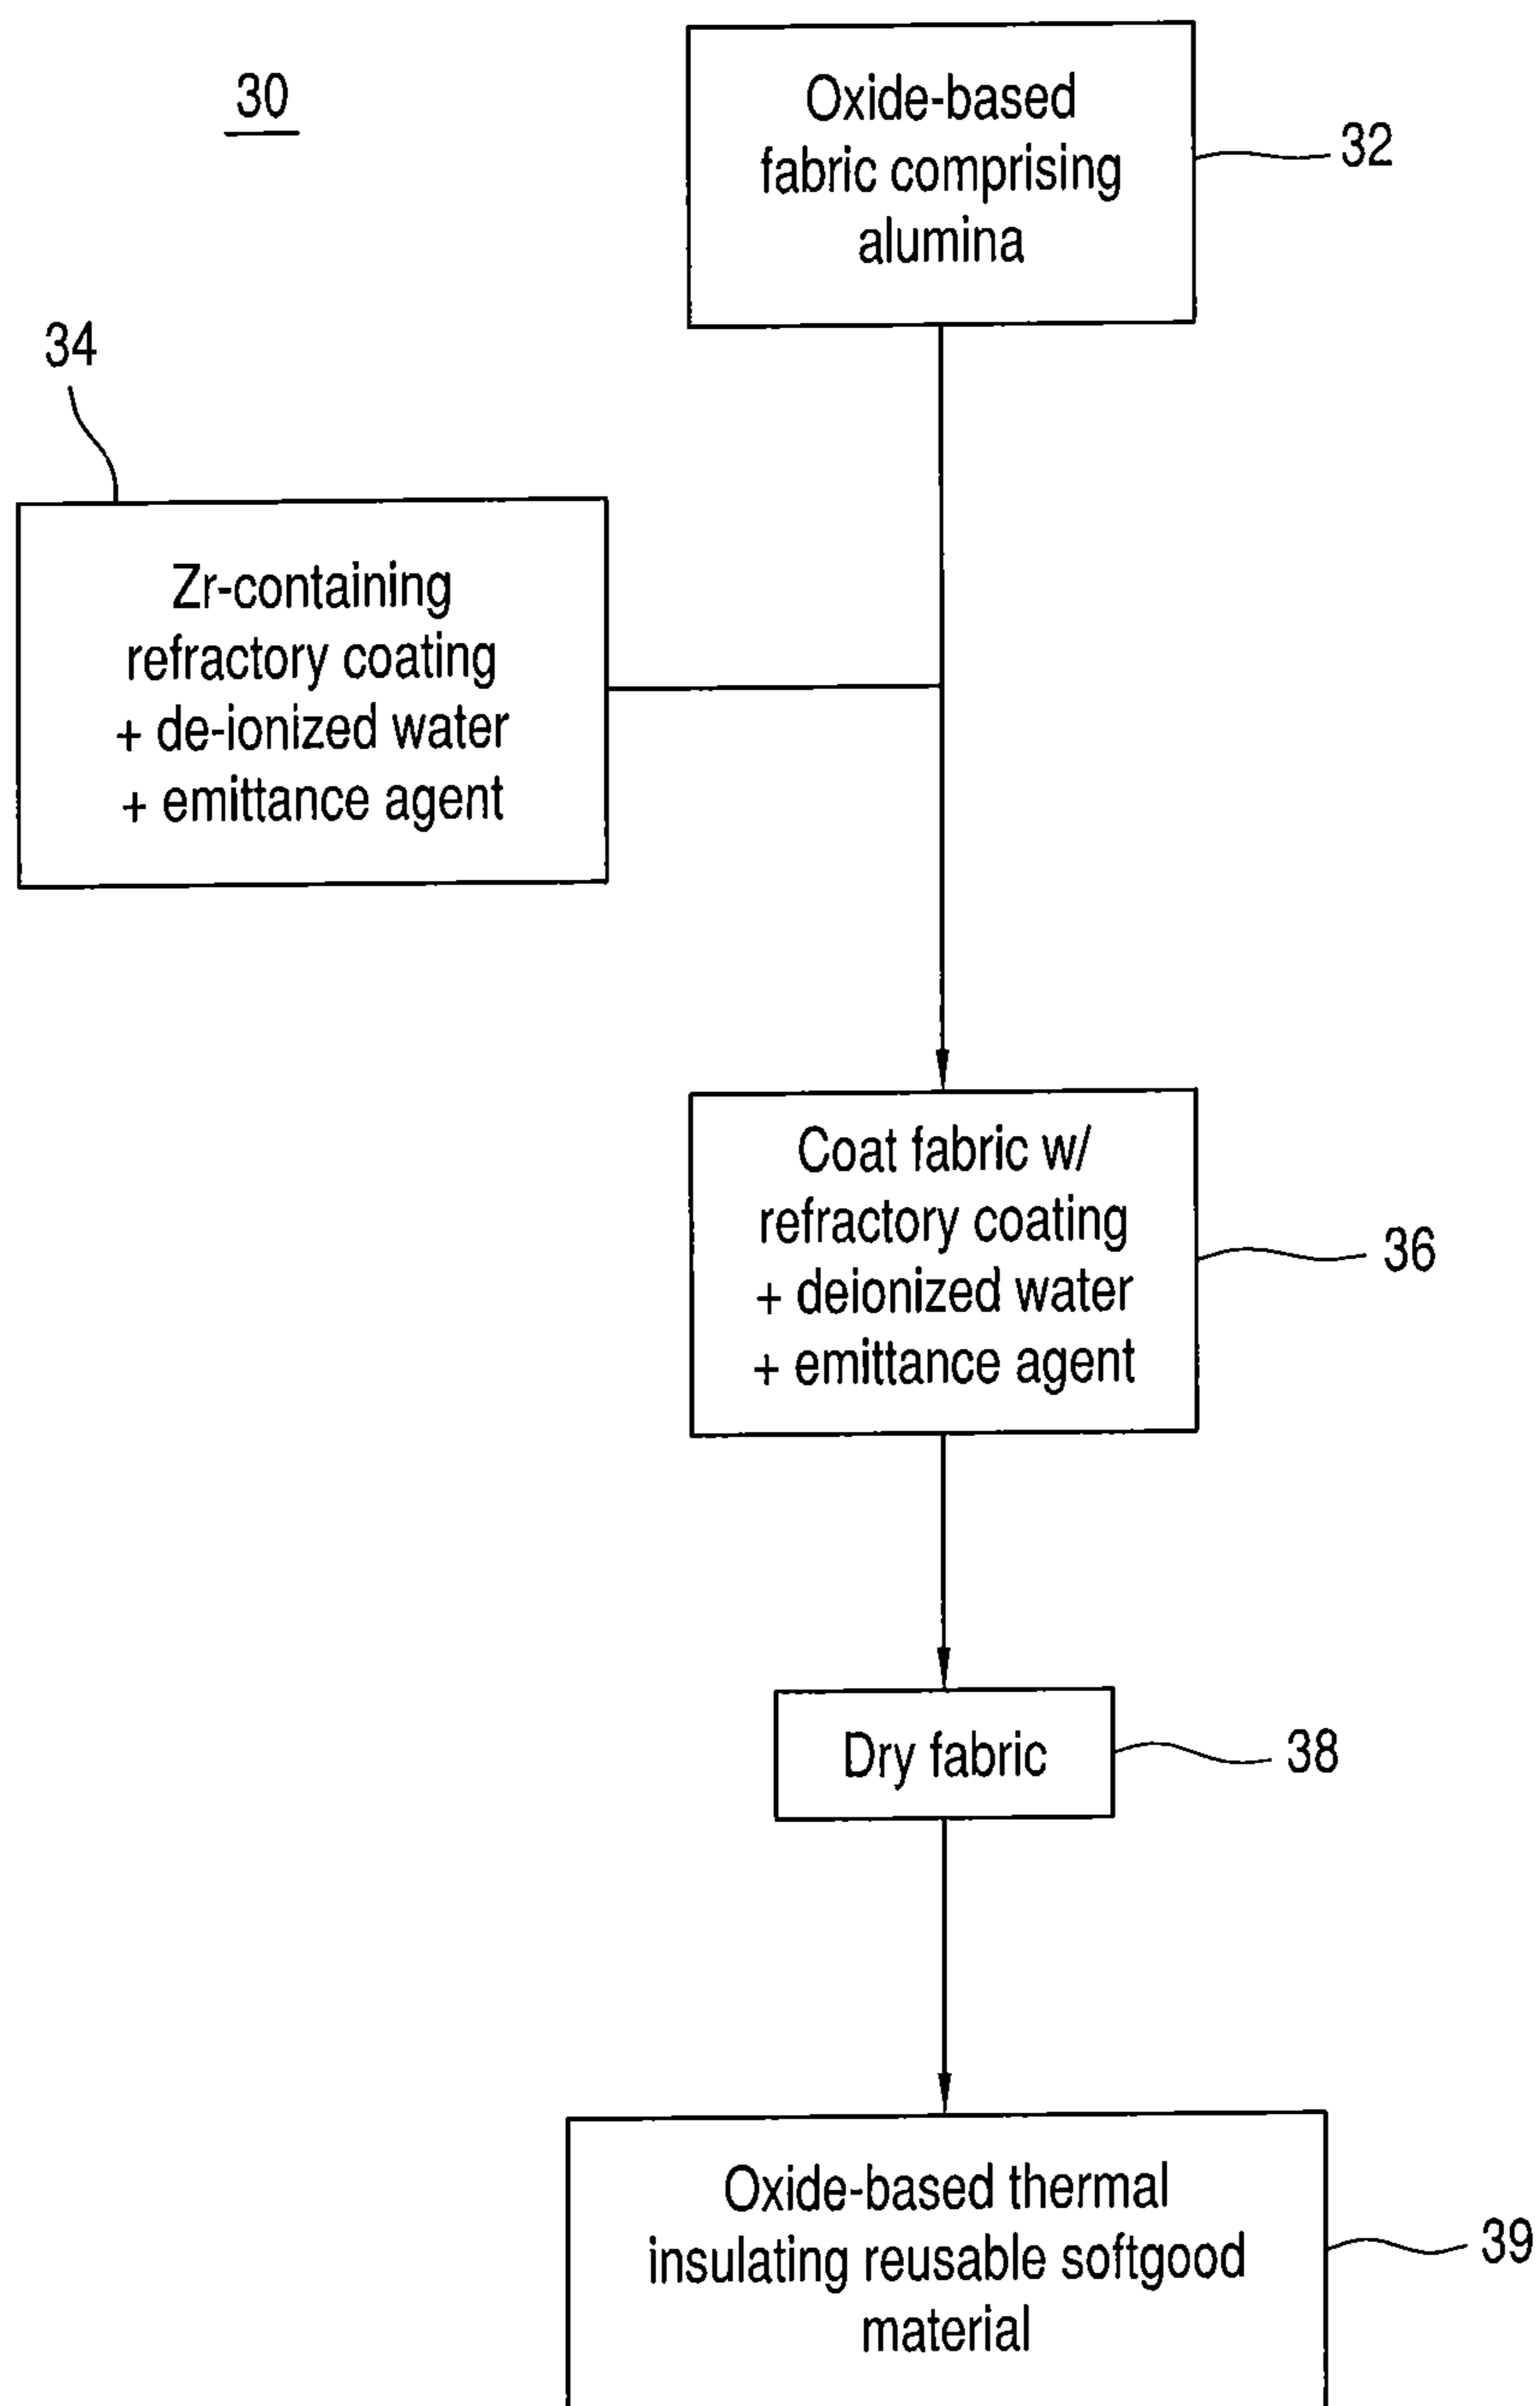 30
Oxide-based
fabric comprising
alumina
32
34
Zr-containing
refractory coating
+ de-ionized water
+ emittance agent
Coat fabric w/
refractory coating
+ deionized water
+ emittance agent
36
Dry fabric
38
Oxide-based thermal
insulating reusable softgood
material
39